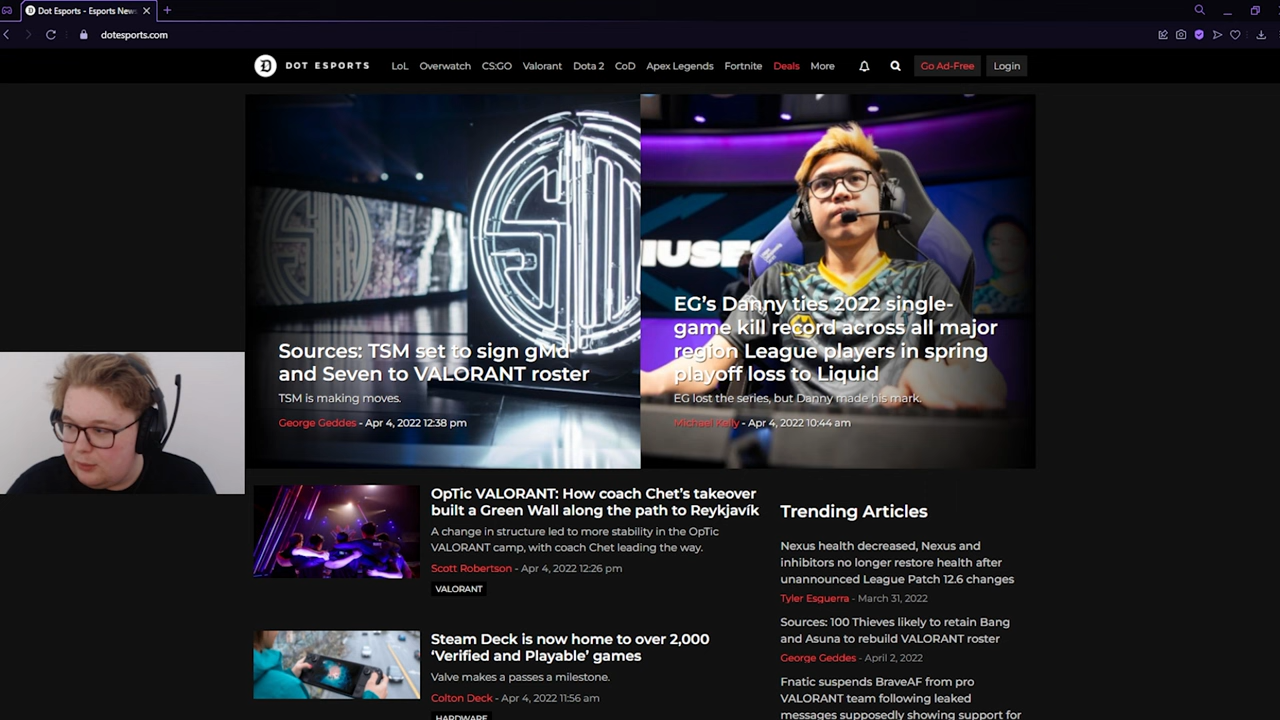 Dot Esports - Esports News
dotesports.com
DOT ESPORTS
LoL Overwatch CS:GO Valorant Dota 2 CoD Apex Legends Fortnite Deals More Go Ad-Free Login
Sources: TSM set to sign gMd
and Seven to VALORANT roster
TSM is making moves.
George Geddes - Apr 4, 2022 12:38 pm
EG's Danny ties 2022 single-
game kill record across all major
region League players in spring
playoff loss to Liquid
EG lost the series, but Danny made his mark.
Michael Kelly - Apr 4, 2022 10:44 am
OpTic VALORANT: How coach Chet's takeover
built a Green Wall along the path to Reykjavík
A change in structure led to more stability in the OpTic
VALORANT camp, with coach Chet leading the way.
Scott Robertson - Apr 4, 2022 12:26 pm
VALORANT
Steam Deck is now home to over 2,000
‘Verified and Playable’ games
Valve makes a passes a milestone.
Colton Deck - Apr 4, 2022 11:56 am
HARDWARE
Trending Articles
Nexus health decreased, Nexus and
inhibitors no longer restore health after
unannounced League Patch 12.6 changes
Tyler Esguerra - March 31, 2022
Sources: 100 Thieves likely to retain Bang
and Asuna to rebuild VALORANT roster
George Geddes - April 2, 2022
Fnatic suspends BraveAF from pro
VALORANT team following leaked
messages supposedly showing support for